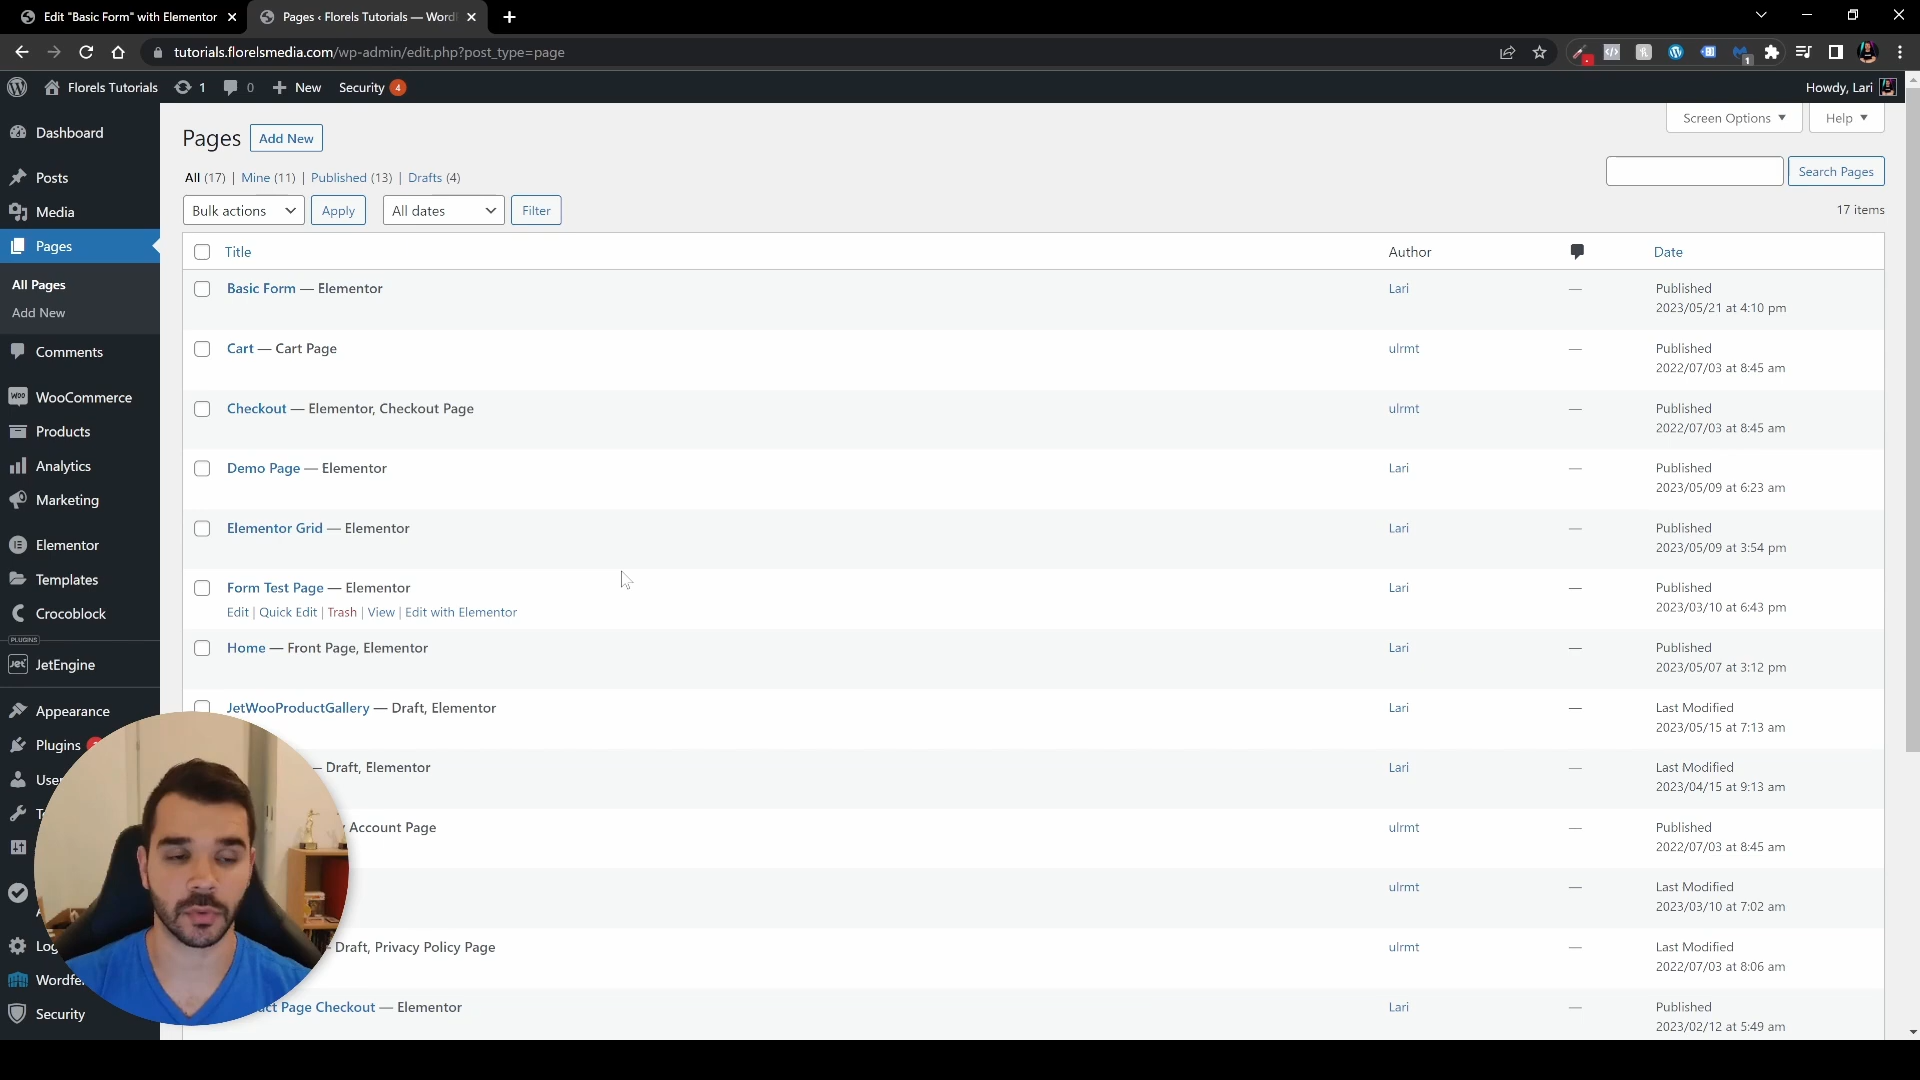 Edit "Basic Form" with Elementor
Pages ‹ Florels Tutorials — Word
tutorials.florelsmedia.com/wp-admin/edit.php?post_type=page
Florels Tutorials
1
0
New
Security 4
Howdy, Lari
Dashboard
Posts
Media
Pages
All Pages
Add New
Comments
WooCommerce
Products
Analytics
Marketing
Elementor
Templates
Crocoblock
PLUGINS
JetEngine
Appearance
Plugins
Security
Pages Add New
Screen Options
Help
All (17) | Mine (11) | Published (13) | Drafts (4)
Search Pages
Bulk actions
Apply
All dates
Filter
17 items
Title
Author
Date
Basic Form — Elementor
Lari
—
Published
2023/05/21 at 4:10 pm
Cart — Cart Page
ulrmt
—
Published
2022/07/03 at 8:45 am
Checkout — Elementor, Checkout Page
ulrmt
—
Published
2022/07/03 at 8:45 am
Demo Page — Elementor
Lari
—
Published
2023/05/09 at 6:23 am
Elementor Grid — Elementor
Lari
—
Published
2023/05/09 at 3:54 pm
Form Test Page — Elementor
Edit | Quick Edit | Trash | View | Edit with Elementor
Lari
—
Published
2023/03/10 at 6:43 pm
Home — Front Page, Elementor
Lari
—
Published
2023/05/07 at 3:12 pm
JetWooProductGallery — Draft, Elementor
Lari
—
Last Modified
2023/05/15 at 7:13 am
— Draft, Elementor
Lari
—
Last Modified
2023/04/15 at 9:13 am
Account Page
ulrmt
—
Published
2022/07/03 at 8:45 am
ulrmt
—
Last Modified
2023/03/10 at 7:02 am
Draft, Privacy Policy Page
ulrmt
—
Last Modified
2022/07/03 at 8:06 am
Page Checkout — Elementor
Lari
—
Published
2023/02/12 at 5:49 am